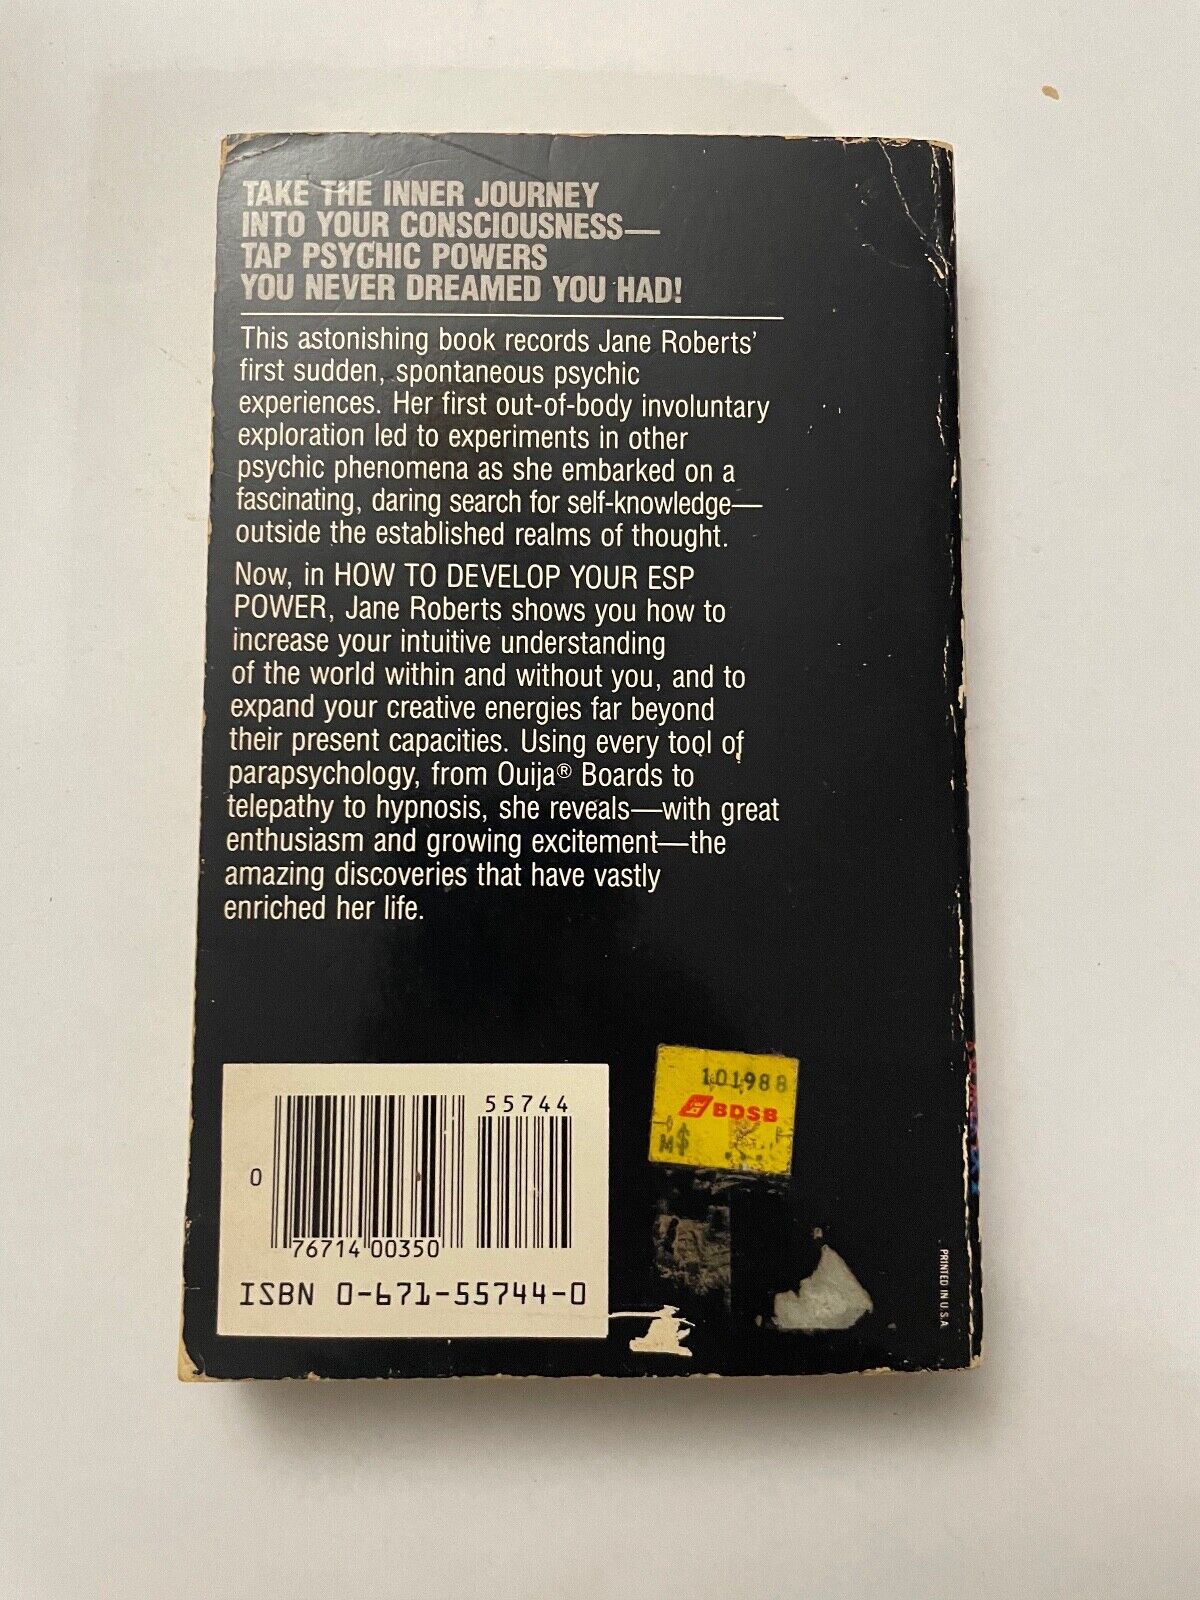 TAKE THE INNER JOURNEY
INTO YOUR CONSCIOUSNESS—
TAP PSYCHIC POWERS
YOU NEVER DREAMED YOU HAD!
This astonishing book records Jane Roberts'
first sudden, spontaneous psychic
experiences. Her first out-of-body involuntary
exploration led to experiments in other
psychic phenomena as she embarked on a
fascinating, daring search for self-knowledge—
outside the established realms of thought.
Now, in HOW TO DEVELOP YOUR ESP
POWER, Jane Roberts shows you how to
increase your intuitive understanding
of the world within and without you, and to
expand your creative energies far beyond
their present capacities. Using every tool of
parapsychology, from Ouija® Boards to
telepathy to hypnosis, she reveals—with great
enthusiasm and growing excitement—the
amazing discoveries that have vastly
enriched her life.
55744
0
76714 00350
ISBN 0-671-55744-0
101988
BDSB
M$
PRINTED IN U.S.A.